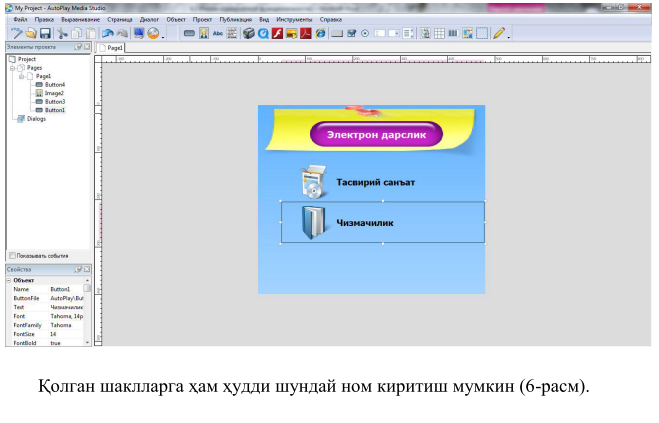 My Project - AutoPlay Media Studio
Файл Правка Выравнивание Страница Диалог Объект Проект Публикация Вид Инструменты Справка
Элементы проекта
Page1
Project
Pages
Page1
Button4
Image2
Button3
Button1
Dialogs
Электрон дарслик
Тасвирий санъат
Чизмачилик
Показывать события
Свойства
Объект
Name Button1
ButtonFile AutoPlay\But
Text Чизмачилик
Font Tahoma, 14p
FontFamily Tahoma
FontSize 14
FontBold true
Қолган шаклларга ҳам ҳудди шундай ном киритиш мумкин (6-расм).